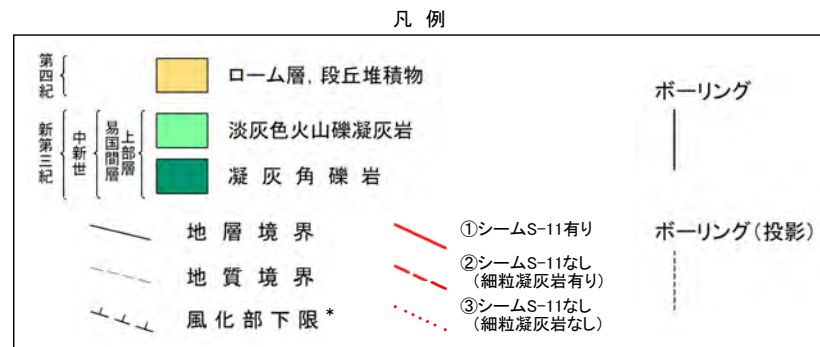 凡 例
第四紀
ローム層,段丘堆積物
新第三紀
中新世
易国間層
上部層
淡灰色火山礫凝灰岩
凝 灰 角 礫 岩
ボーリング
地 層 境 界
①シームS-11有り
ボーリング(投影)
地 質 境 界
②シームS-11なし
(細粒凝灰岩有り)
風 化 部 下 限 *
③シームS-11なし
(細粒凝灰岩なし)